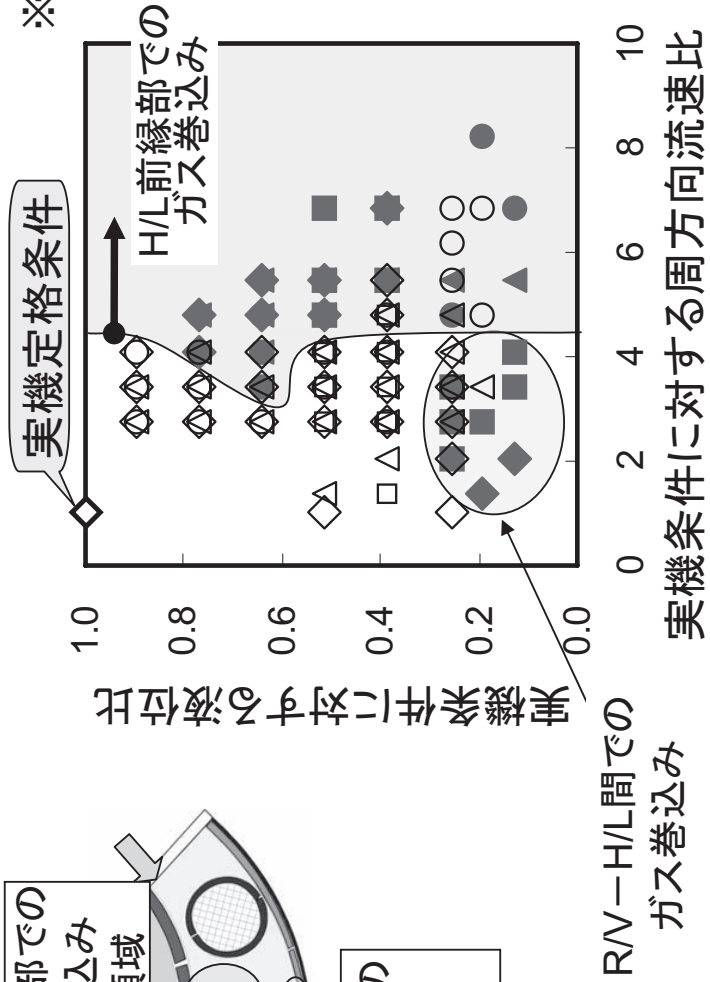 ※
実機定格条件
H/L前縁部での
ガス巻込み
1.0
0.8
0.6
0.4
0.2
0.0
0
2
4
6
8
10
実機条件に対する液位比
実機条件に対する周方向流速比
R/V－H/L間での
ガス巻込み
部での
込み
領域
の